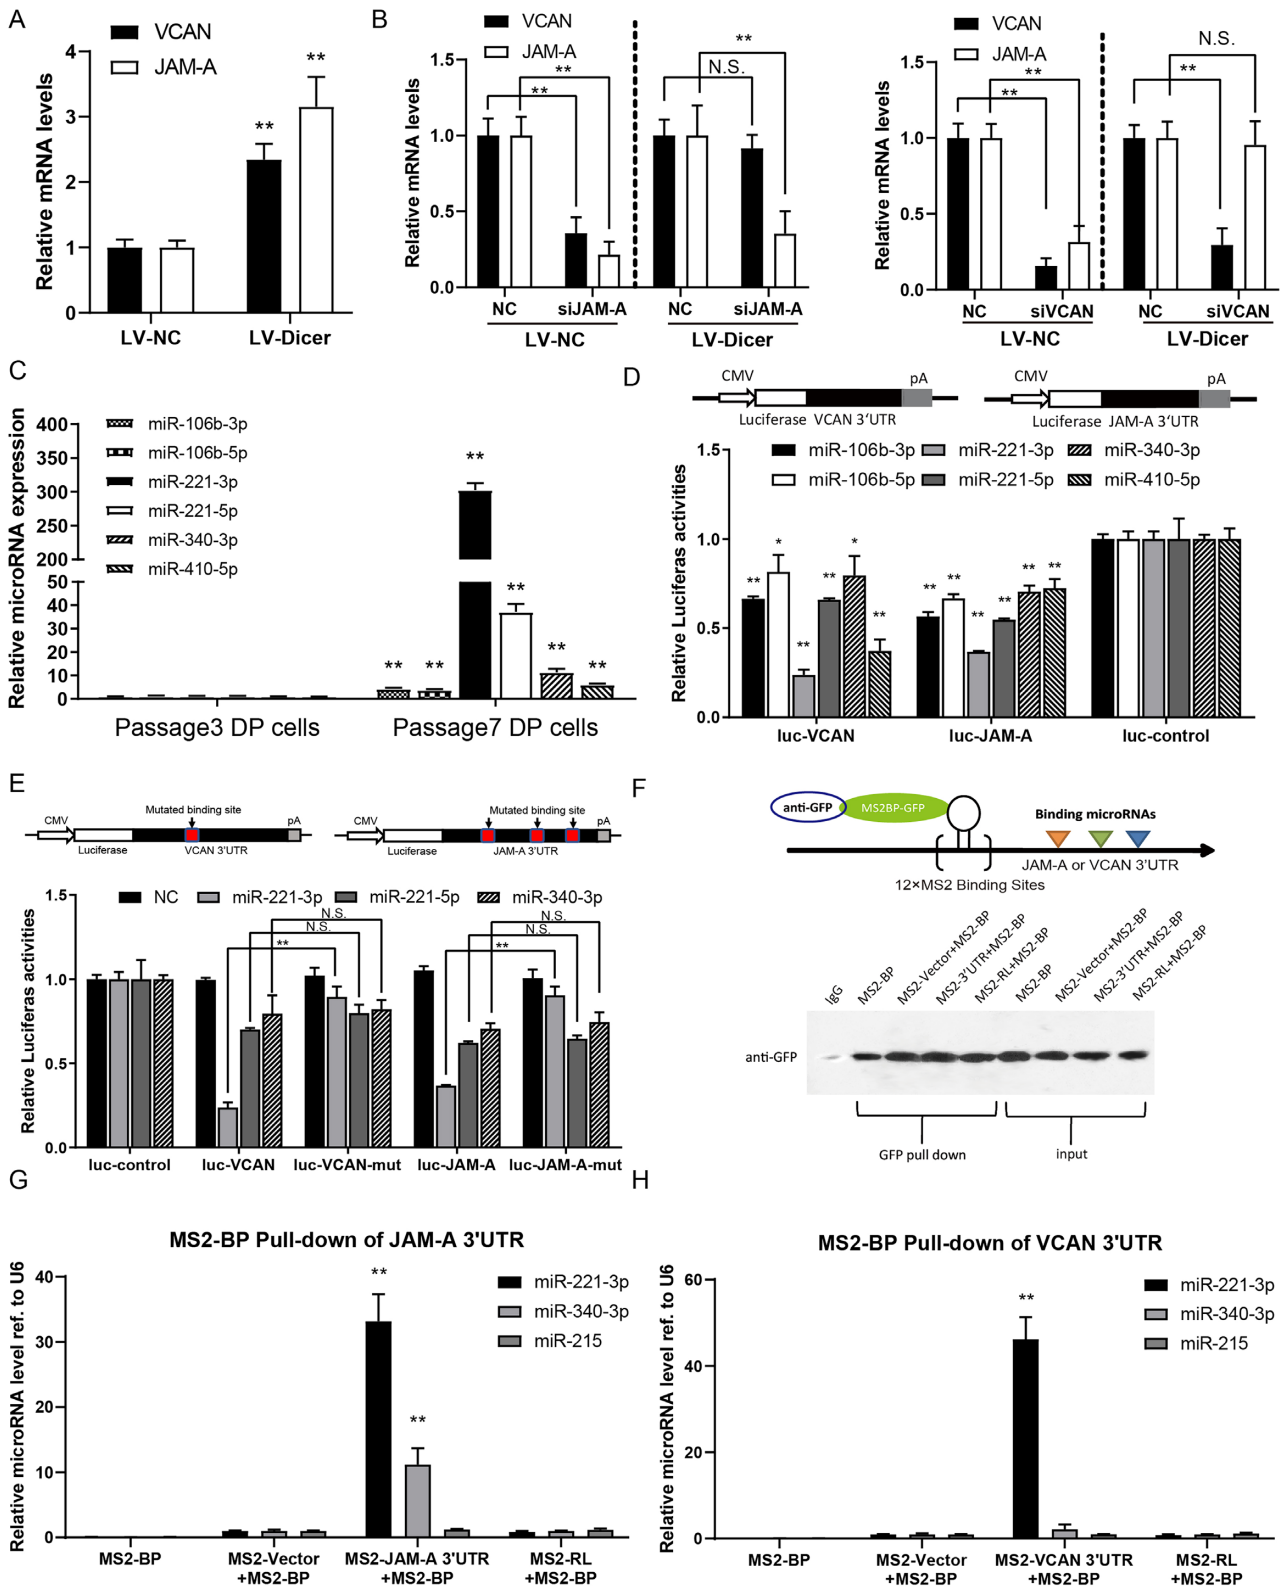 A
VCAN
JAM-A
Relative mRNA levels
4
3
2
1
0
**
**
LV-NC
LV-Dicer
B
VCAN
JAM-A
Relative mRNA levels
1.5
1.0
0.5
0.0
**
**
**
N.S.
NC
siJAM-A
NC
siJAM-A
LV-NC
LV-Dicer
VCAN
JAM-A
Relative mRNA levels
1.5
1.0
0.5
0.0
**
**
N.S.
**
NC
siVCAN
NC
siVCAN
LV-NC
LV-Dicer
C
Relative microRNA expression
400
350
300
250
200
50
40
30
20
10
0
miR-106b-3p
miR-106b-5p
miR-221-3p
miR-221-5p
miR-340-3p
miR-410-5p
**
**
**
**
**
**
Passage3 DP cells
Passage7 DP cells
D
CMV
pA
Luciferase VCAN 3‘UTR
CMV
pA
Luciferase JAM-A 3‘UTR
miR-106b-3p
miR-221-3p
miR-340-3p
miR-106b-5p
miR-221-5p
miR-410-5p
Relative Luciferas activities
1.5
1.0
0.5
0.0
**
*
**
**
*
**
**
**
**
**
**
**
luc-VCAN
luc-JAM-A
luc-control
E
Mutated binding site
CMV
pA
Luciferase
VCAN 3'UTR
Mutated binding site
CMV
pA
Luciferase
JAM-A 3'UTR
NC
miR-221-3p
miR-221-5p
miR-340-3p
Relative Luciferas activities
1.5
1.0
0.5
0.0
N.S.
N.S.
**
N.S.
N.S.
**
luc-control
luc-VCAN
luc-VCAN-mut
luc-JAM-A
luc-JAM-A-mut
F
anti-GFP
MS2BP-GFP
Binding microRNAs
JAM-A or VCAN 3'UTR
12×MS2 Binding Sites
IgG
MS2-BP
MS2-Vector+MS2-BP
MS2-3'UTR+MS2-BP
MS2-RL+MS2-BP
MS2-BP
MS2-Vector+MS2-BP
MS2-3'UTR+MS2-BP
MS2-RL+MS2-BP
anti-GFP
GFP pull down
input
G
MS2-BP Pull-down of JAM-A 3'UTR
Relative microRNA level ref. to U6
40
30
20
10
0
miR-221-3p
miR-340-3p
miR-215
**
**
MS2-BP
MS2-Vector
+MS2-BP
MS2-JAM-A 3'UTR
+MS2-BP
MS2-RL
+MS2-BP
H
MS2-BP Pull-down of VCAN 3'UTR
Relative microRNA level ref. to U6
60
40
20
0
miR-221-3p
miR-340-3p
miR-215
**
MS2-BP
MS2-Vector
+MS2-BP
MS2-VCAN 3'UTR
+MS2-BP
MS2-RL
+MS2-BP